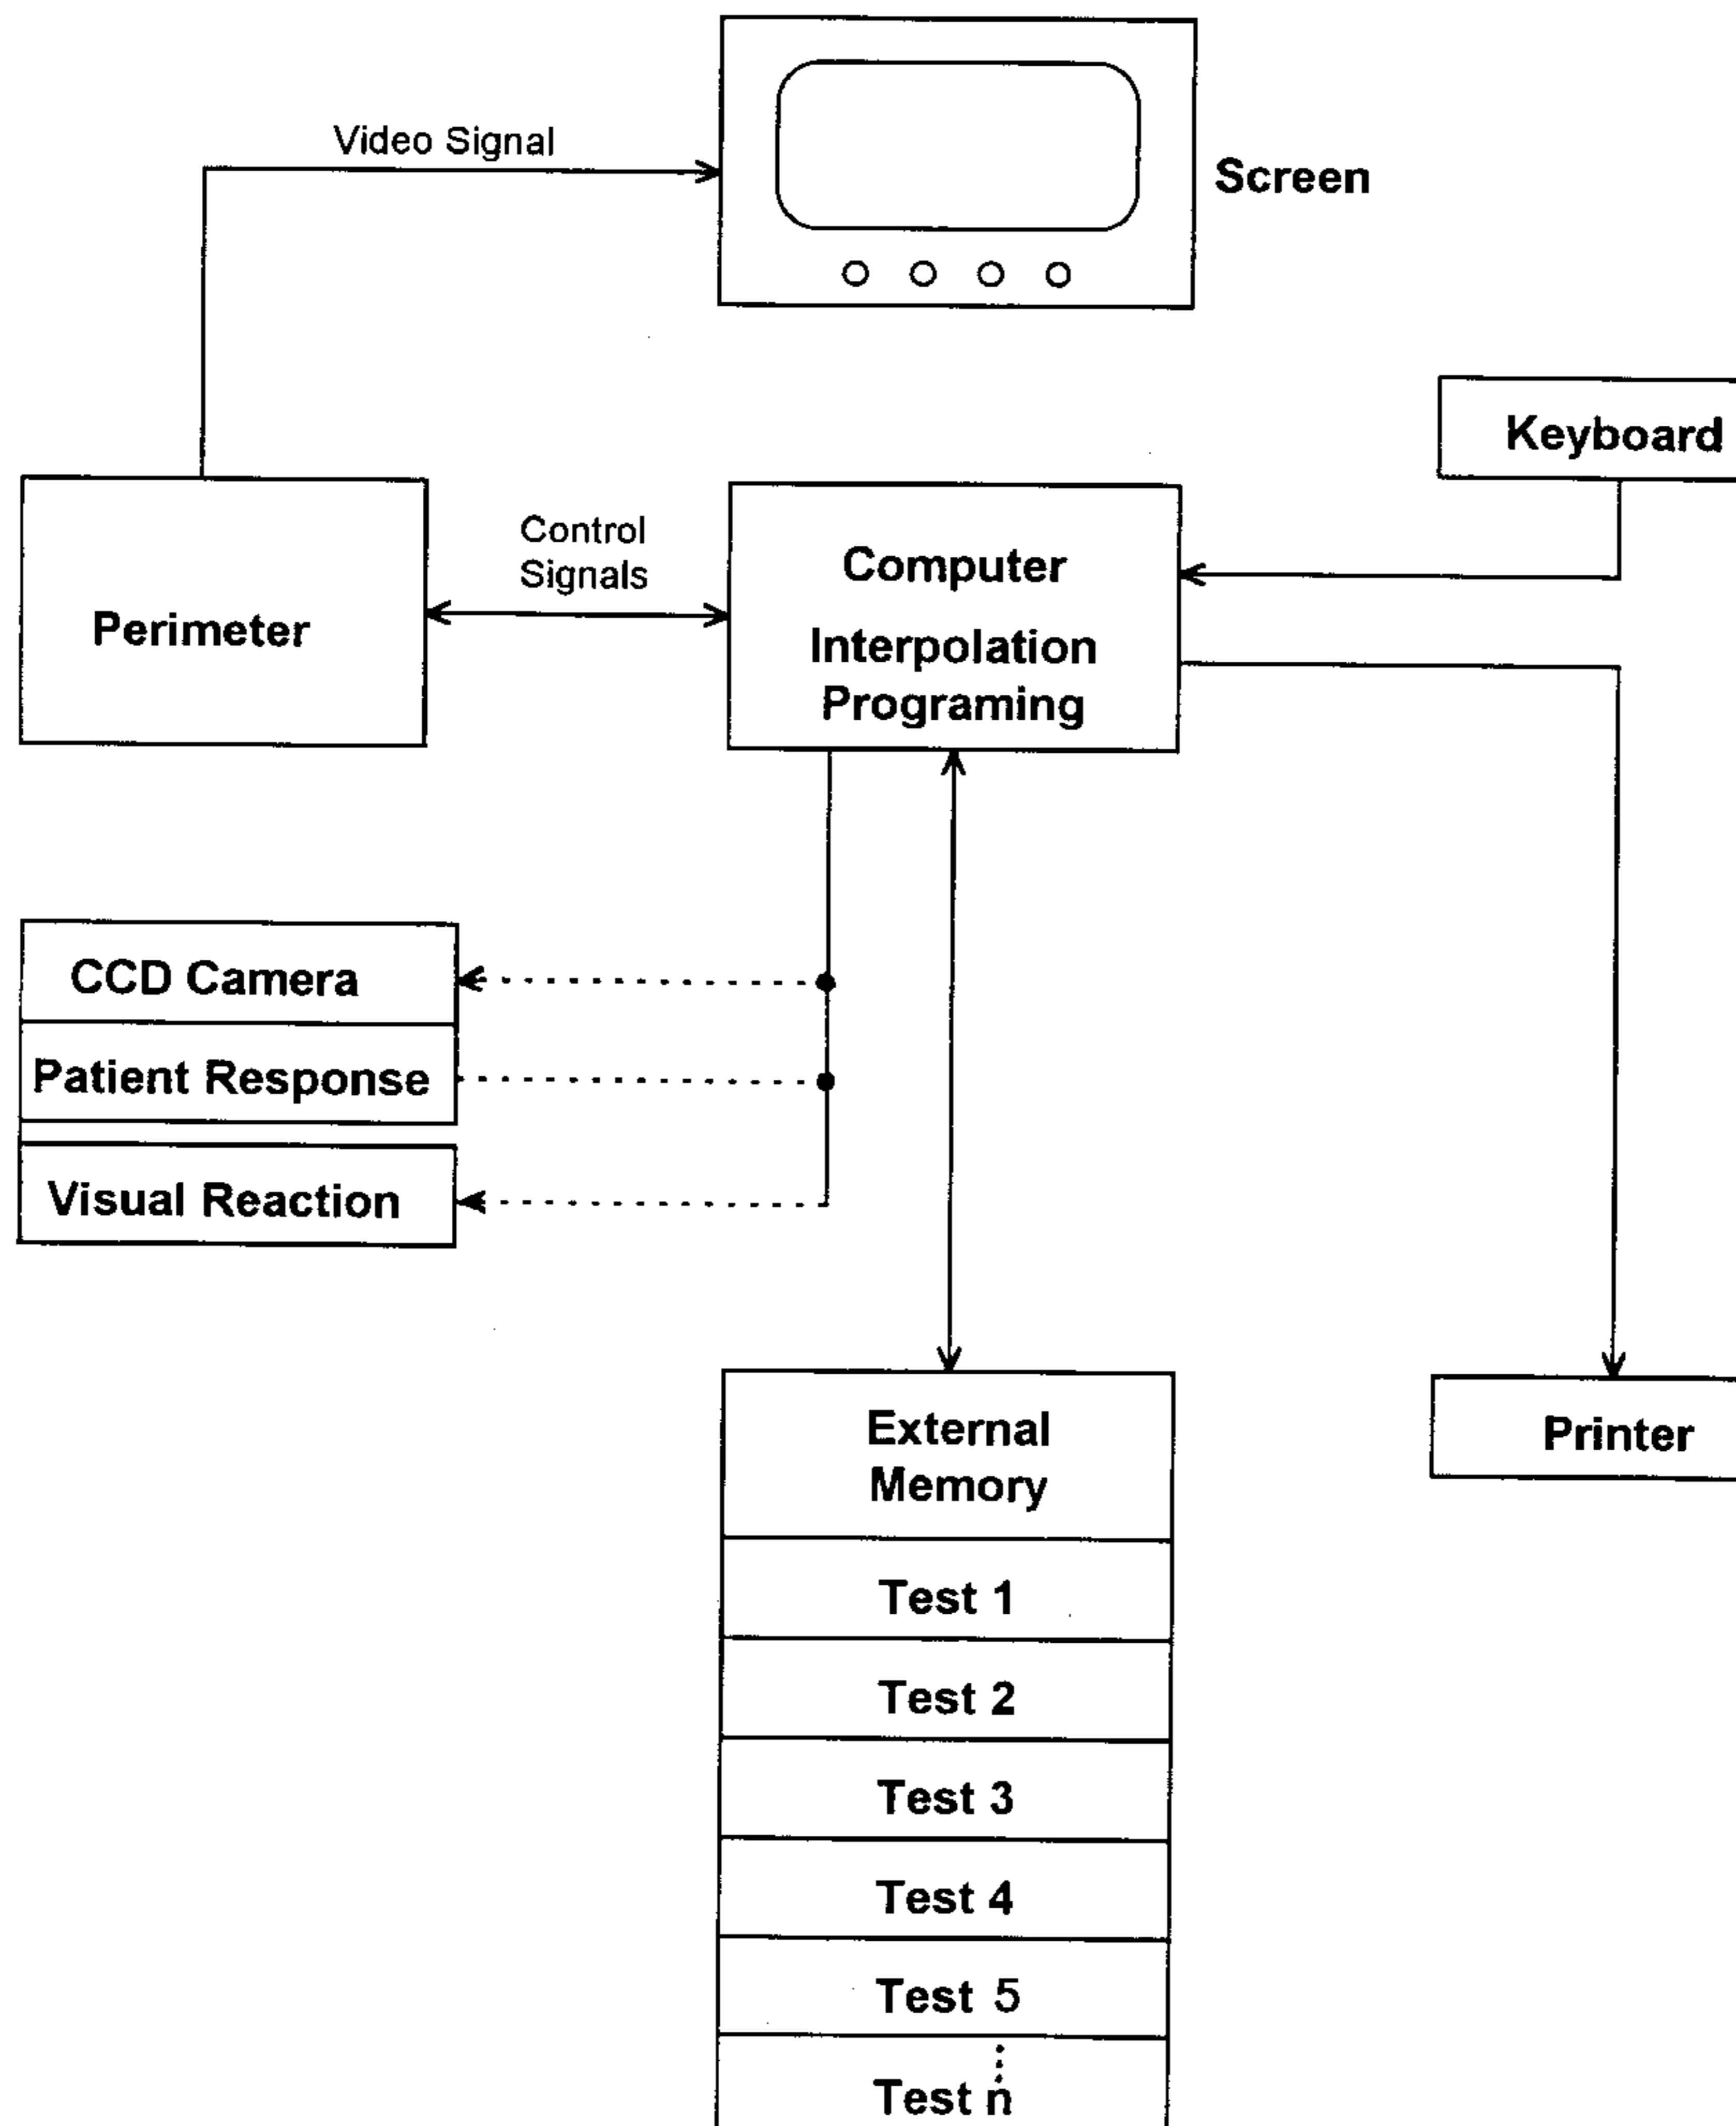 Video Signal
Screen
Keyboard
Control
Signals
Computer
Interpolation
Programing
Perimeter
CCD Camera
Patient Response
Visual Reaction
External
Memory
Printer
Test 1
Test 2
Test 3
Test 4
Test 5
Test n